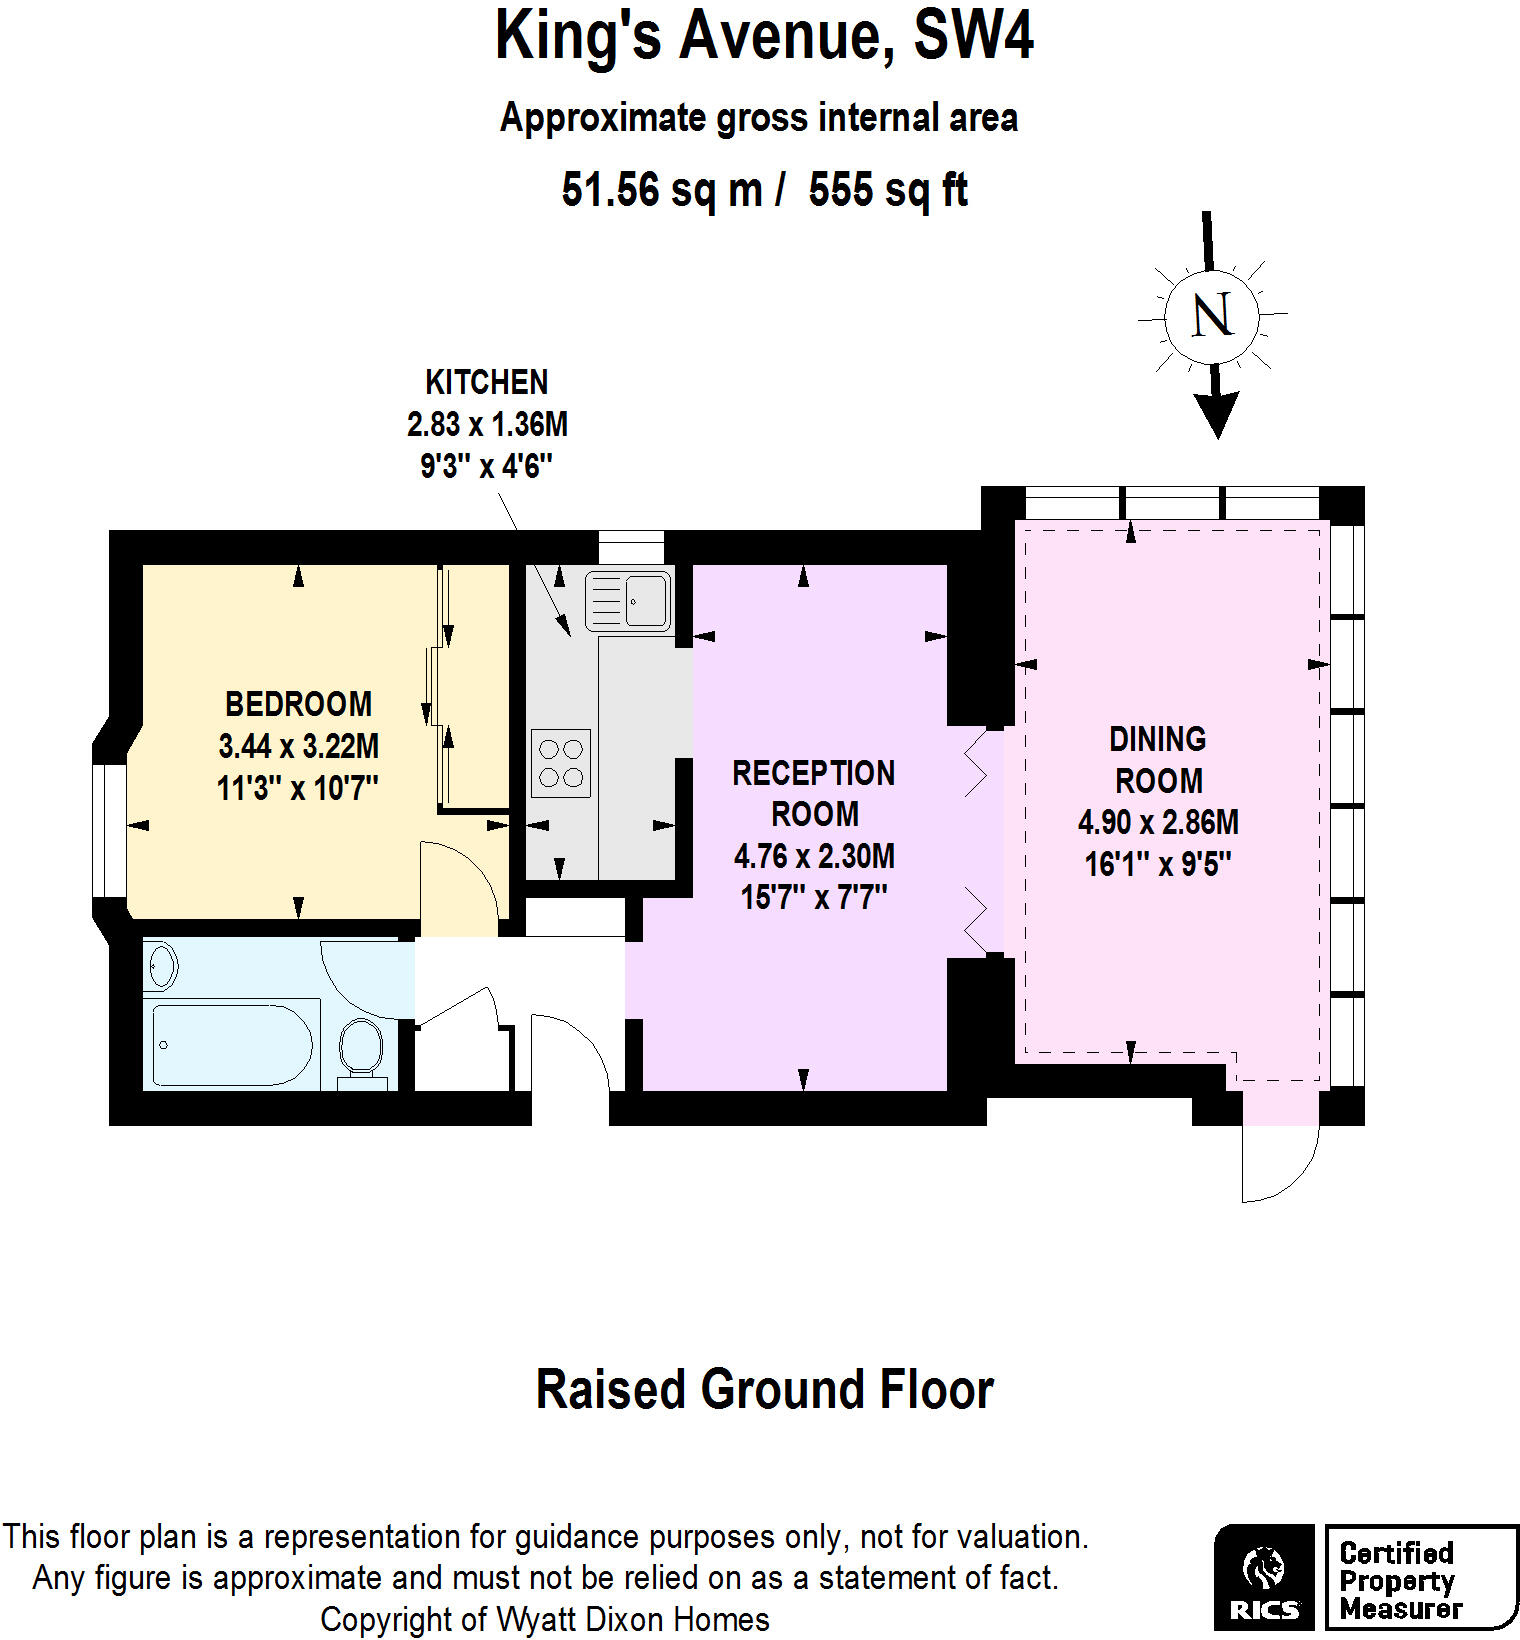 King's Avenue, SW4
Approximate gross internal area
51.56 sq m / 555 sq ft
N
KITCHEN
2.83 x 1.36M
9'3" x 4'6"
BEDROOM
3.44 x 3.22M
11'3" x 10'7"
RECEPTION
ROOM
4.76 x 2.30M
15'7" x 7'7"
DINING
ROOM
4.90 x 2.86M
16'1" x 9'5"
Raised Ground Floor
This floor plan is a representation for guidance purposes only, not for valuation.
Any figure is approximate and must not be relied on as a statement of fact.
Copyright of Wyatt Dixon Homes
RICS
Certified
Property
Measurer